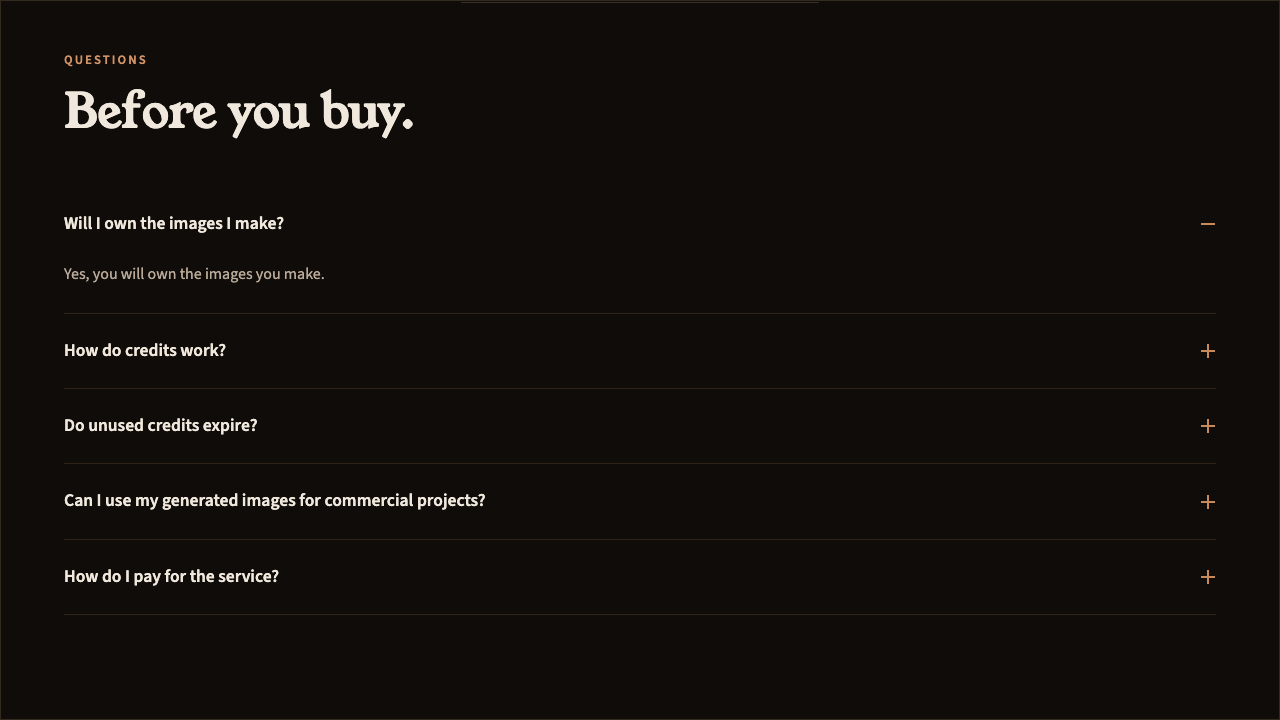 QUESTIONS
Before you buy.
Will I own the images I make?
Yes, you will own the images you make.
How do credits work?
Do unused credits expire?
Can I use my generated images for commercial projects?
How do I pay for the service?